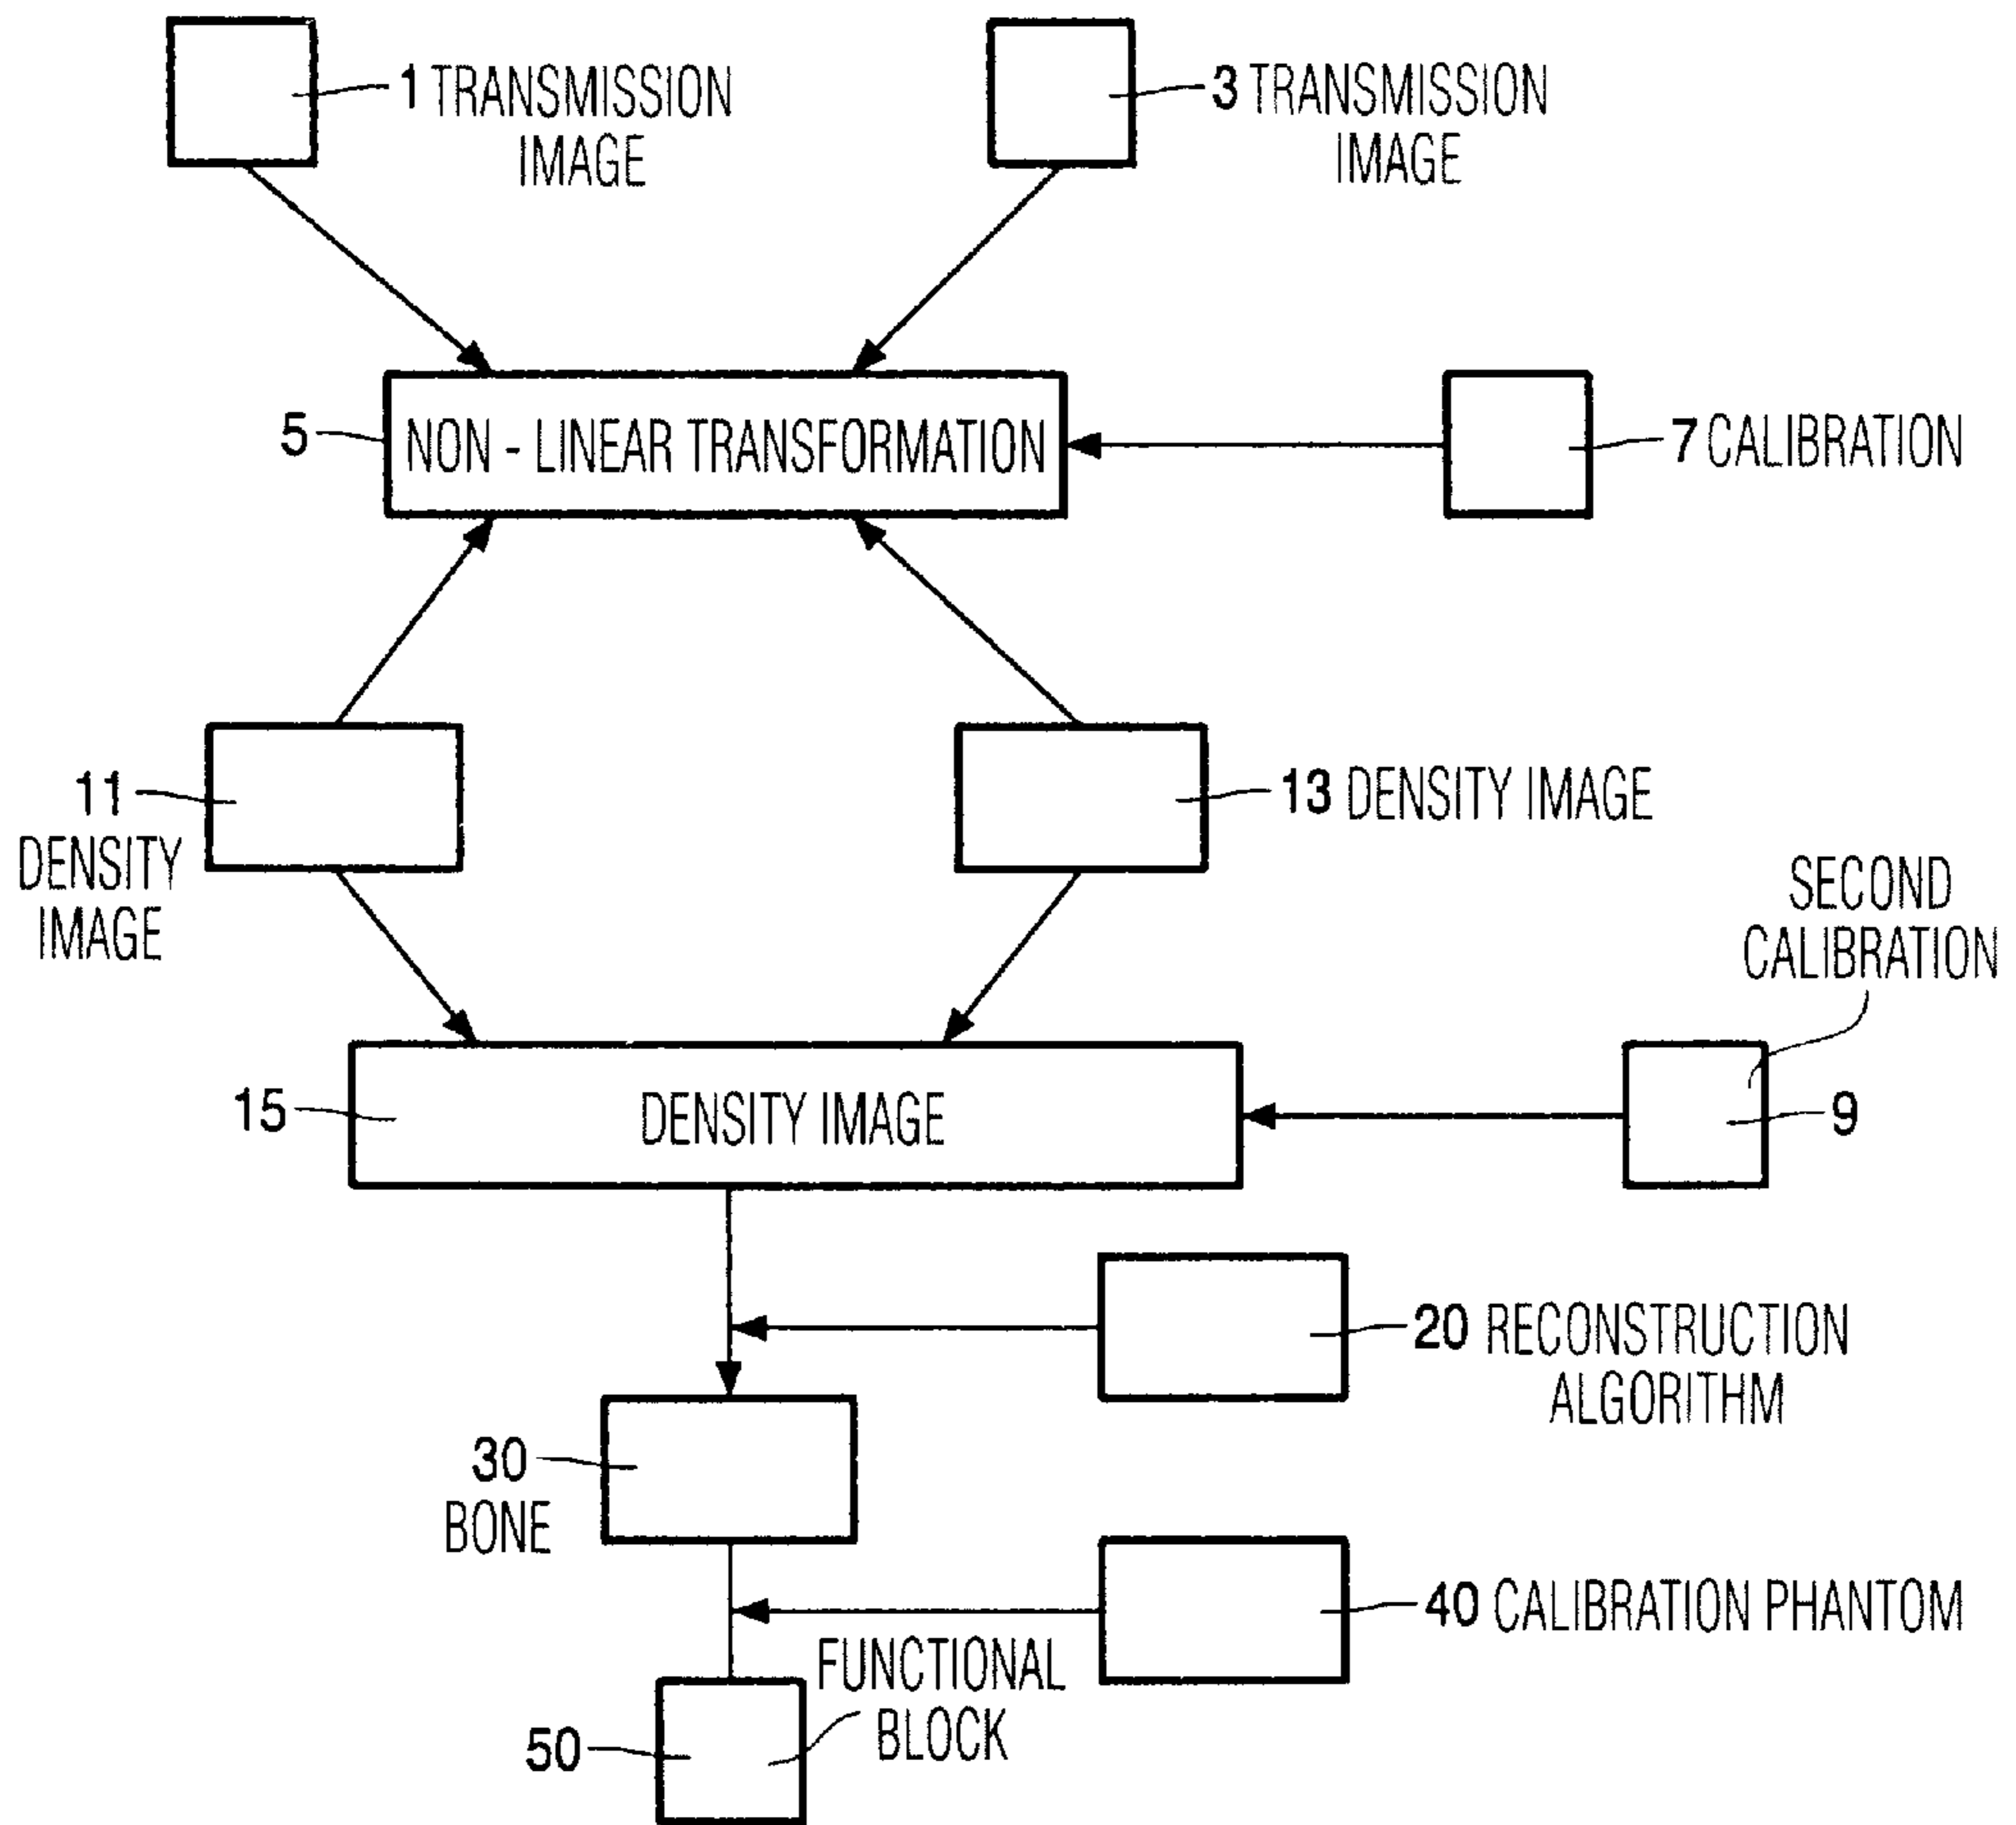 1 TRANSMISSION
IMAGE
3 TRANSMISSION
IMAGE
5
NON - LINEAR TRANSFORMATION
7 CALIBRATION
11
DENSITY
IMAGE
13 DENSITY IMAGE
SECOND
CALIBRATION
15
DENSITY IMAGE
9
20 RECONSTRUCTION
ALGORITHM
30
BONE
40 CALIBRATION PHANTOM
FUNCTIONAL
BLOCK
50